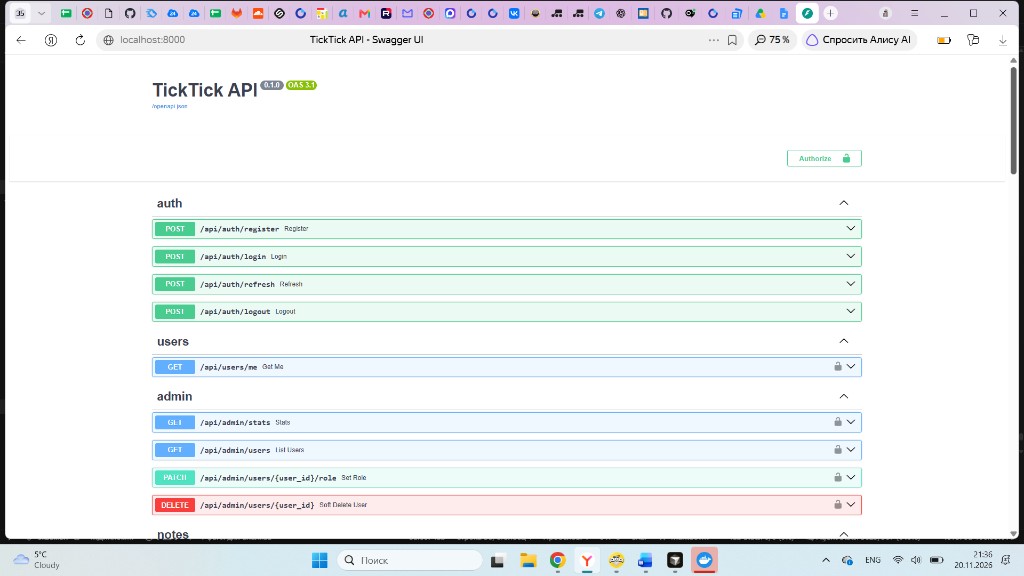 35
localhost:8000
TickTick API - Swagger UI
75 %
Спросить Алису AI
TickTick API 0.1.0 OAS 3.1
/openapi.json
Authorize
auth
POST /api/auth/register Register
POST /api/auth/login Login
POST /api/auth/refresh Refresh
POST /api/auth/logout Logout
users
GET /api/users/me Get Me
admin
GET /api/admin/stats Stats
GET /api/admin/users List Users
PATCH /api/admin/users/{user_id}/role Set Role
DELETE /api/admin/users/{user_id} Soft Delete User
notes
5°C
Cloudy
Поиск
ENG
21:36
20.11.2026